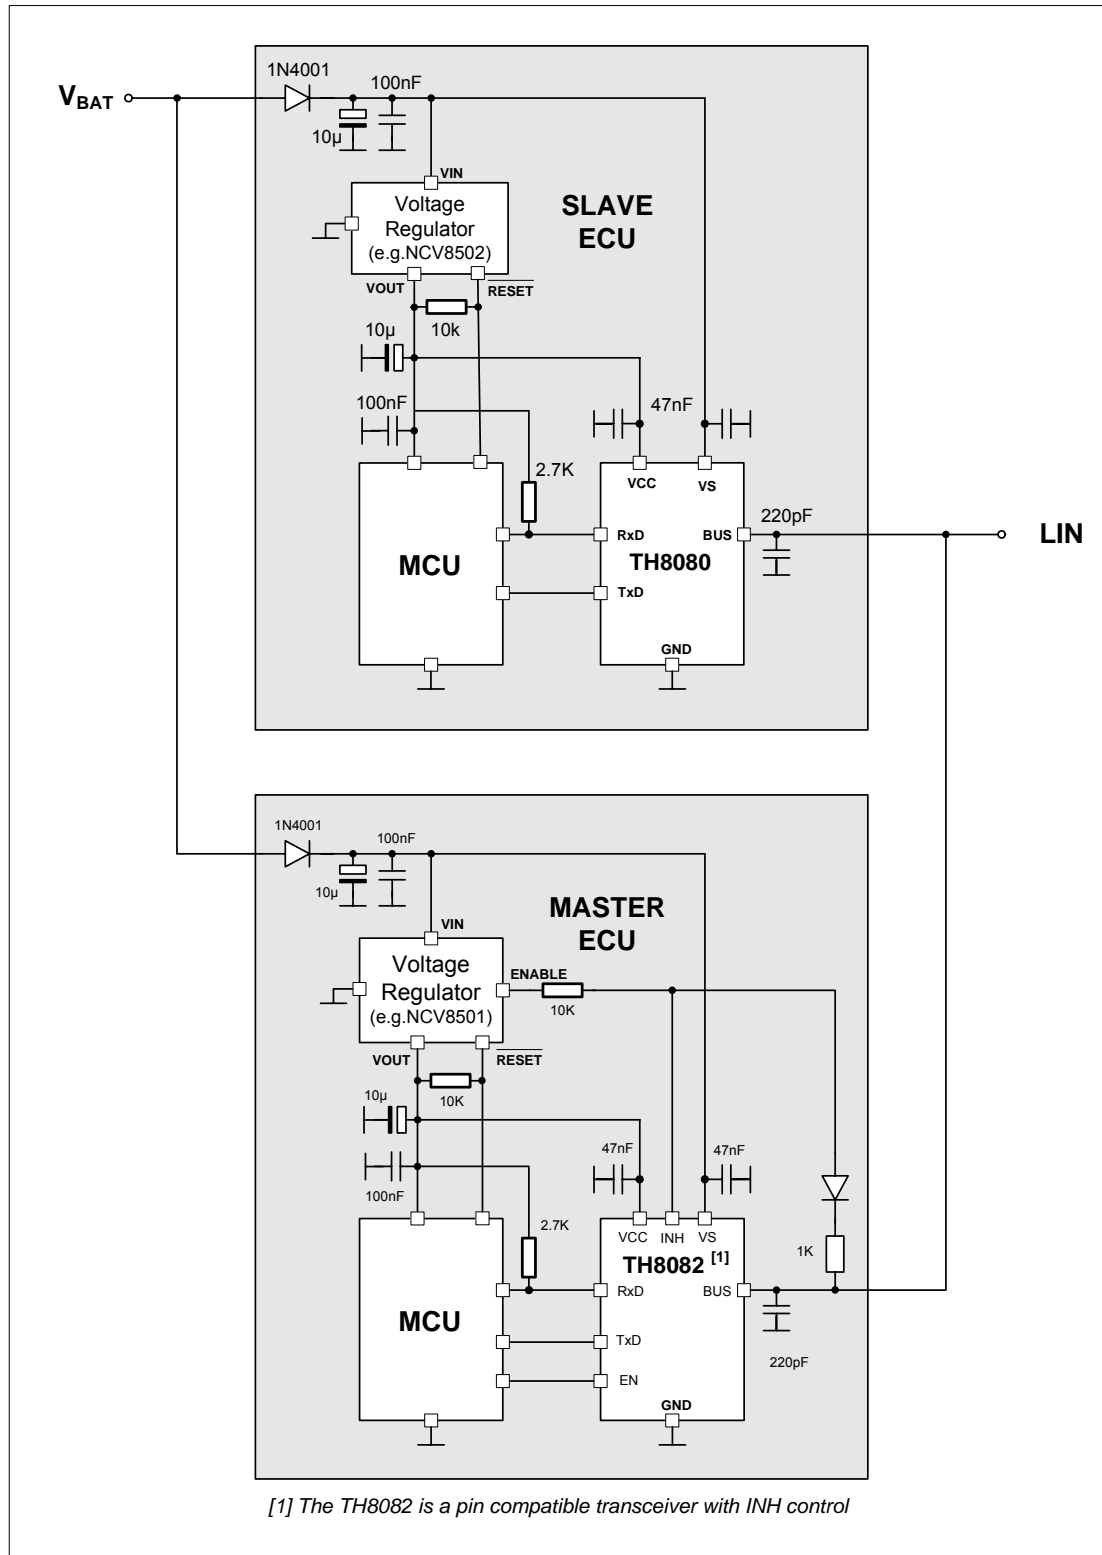 1N4001
100nF
VBAT
10µ
VIN
Voltage
Regulator
(e.g.NCV8502)
SLAVE
ECU
VOUT
RESET
10k
10µ
100nF
47nF
2.7K
VCC
VS
220pF
RxD
BUS
LIN
MCU
TH8080
TxD
GND
1N4001
100nF
10µ
MASTER
ECU
VIN
Voltage
Regulator
(e.g.NCV8501)
ENABLE
10K
VOUT
RESET
10K
10µ
47nF
47nF
100nF
2.7K
VCC
INH
VS
TH8082 [1]
1K
RxD
BUS
MCU
TxD
220pF
EN
GND
[1] The TH8082 is a pin compatible transceiver with INH control